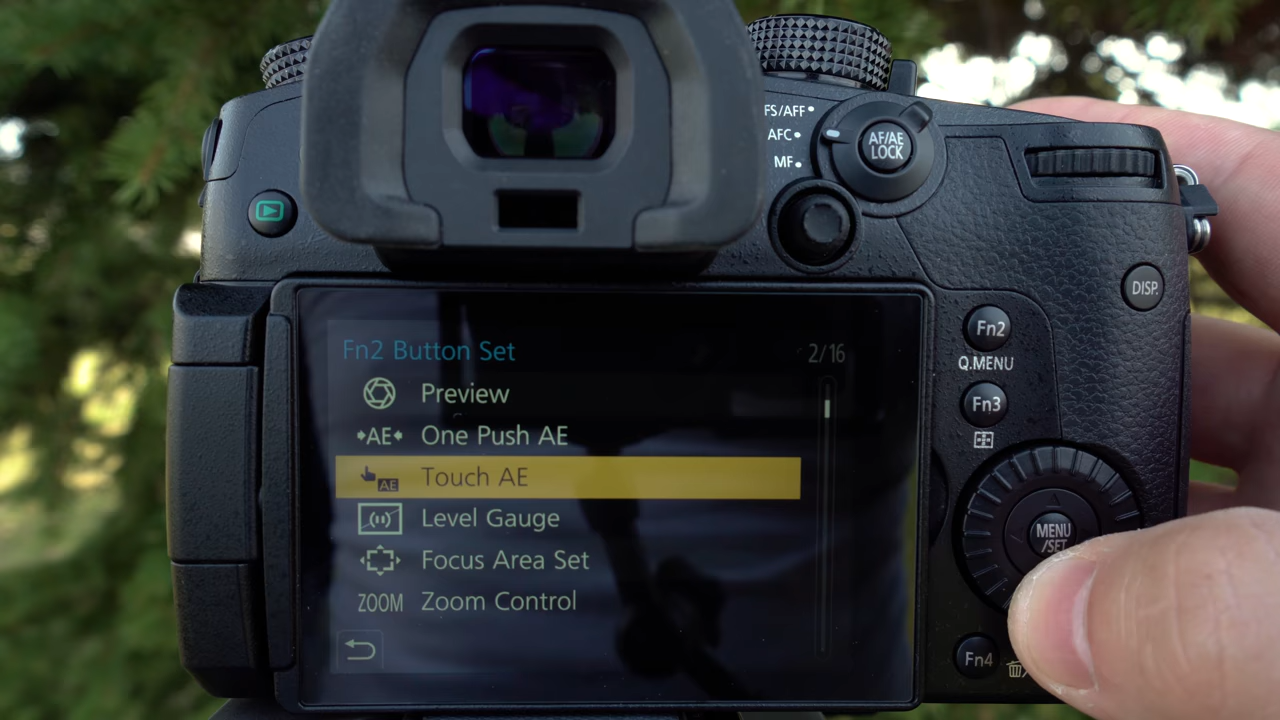 FS/AFF
AFC
MF
AF/AE
LOCK
DISP.
Fn2
Q.MENU
Fn3
MENU
/SET
Fn4
Fn2 Button Set
2/16
Preview
AE
One Push AE
AE
Touch AE
Level Gauge
Focus Area Set
ZOOM
Zoom Control